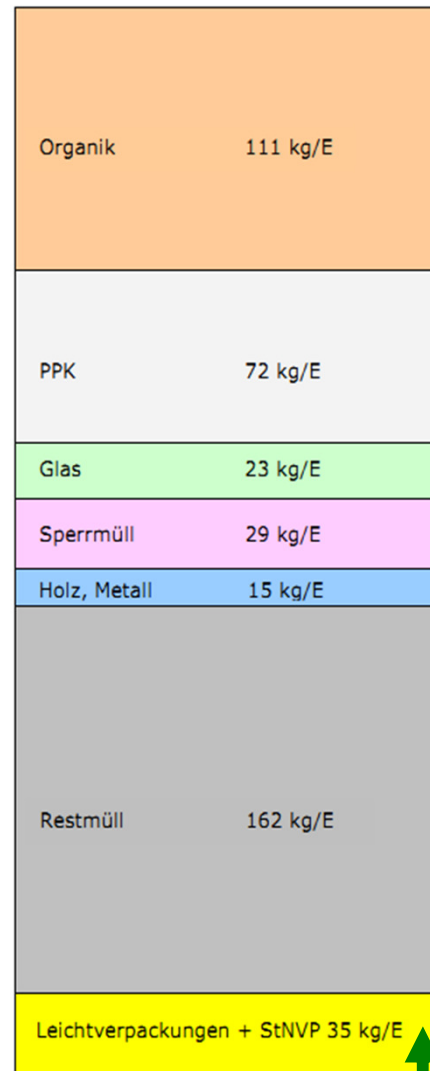 Organik 111 kg/E
PPK 72 kg/E
Glas 23 kg/E
Sperrmüll 29 kg/E
Holz, Metall 15 kg/E
Restmüll 162 kg/E
Leichtverpackungen + StNVP 35 kg/E